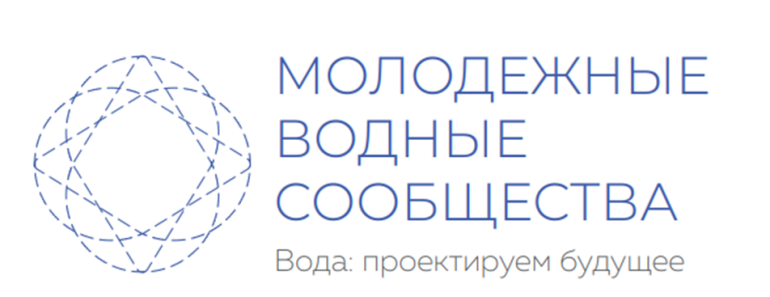 МОЛОДЕЖНЫЕ
ВОДНЫЕ
СООБЩЕСТВА
Вода: проектируем будущее